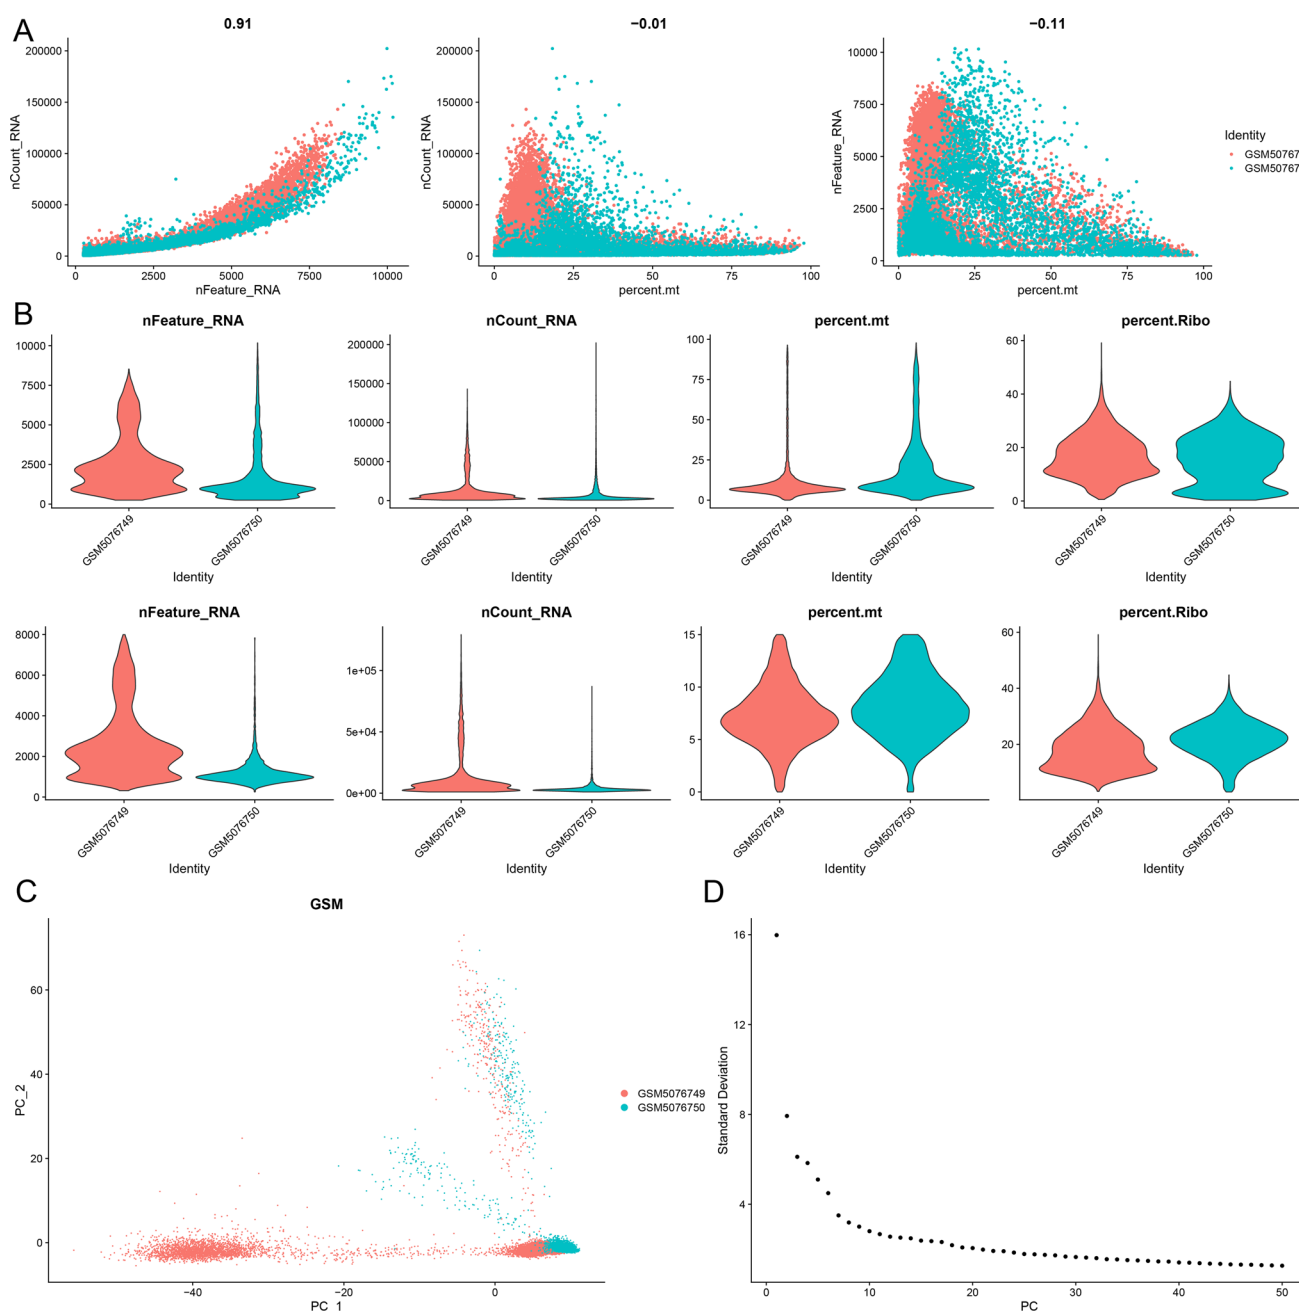 A
0.91
−0.01
−0.11
nCount_RNA
200000
150000
100000
50000
0
0
2500
5000
7500
10000
nFeature_RNA
nCount_RNA
200000
150000
100000
50000
0
0
25
50
75
100
percent.mt
nFeature_RNA
10000
7500
5000
2500
0
0
25
50
75
100
percent.mt
Identity
GSM50767
GSM50767
B
nFeature_RNA
10000
7500
5000
2500
0
GSM5076749
GSM5076750
Identity
nCount_RNA
200000
150000
100000
50000
0
GSM5076749
GSM5076750
Identity
percent.mt
100
75
50
25
0
GSM5076749
GSM5076750
Identity
percent.Ribo
60
40
20
0
GSM5076749
GSM5076750
Identity
nFeature_RNA
8000
6000
4000
2000
0
GSM5076749
GSM5076750
Identity
nCount_RNA
1e+05
5e+04
0e+00
GSM5076749
GSM5076750
Identity
percent.mt
15
10
5
0
GSM5076749
GSM5076750
Identity
percent.Ribo
60
40
20
GSM5076749
GSM5076750
Identity
C
GSM
PC_2
60
40
20
0
−40
−20
0
PC_1
GSM5076749
GSM5076750
D
Standard Deviation
16
12
8
4
0
10
20
30
40
50
PC